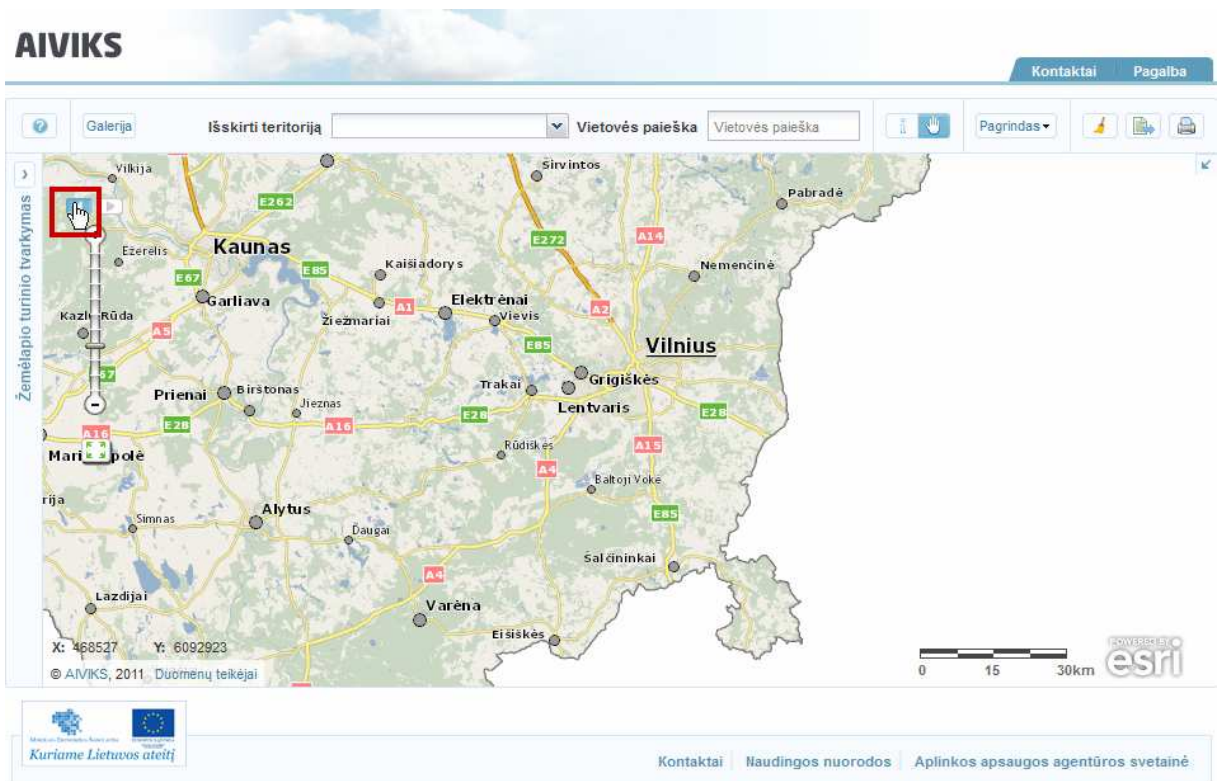 AIVIKS
Kontaktai Pagalba
Galerija Išskirti teritoriją Vietovės paieška Vietovės paieška Pagrindas
Žemėlapio turinio tvarkymas
Vilkija
Širvintos
Pabradė
E262
E272
A14
Ežerėlis
Kaunas
Kaišiadorys
Nemenčinė
E67
E85
Garliava
A1
Elektrėnai
A2
Kazlų Rūda
Žiežmariai
Vievis
A5
E85
Vilnius
67
Prienai
Birštonas
Trakai
Grigiškės
Jieznas
Lentvaris
E28
E28
E28
A16
A16
Rūdiškės
A15
A4
Baltoji Vokė
rija
Simnas
Alytus
E85
Daugai
Šalčininkai
A4
Lazdijai
Varėna
Eišiškės
X: 468527 Y: 6092923
© AIVIKS, 2011 Duomenų teikėjai
0 15 30km
POWERED BY
esri
Kuriame Lietuvos ateitį
Kontaktai Naudingos nuorodos Aplinkos apsaugos agentūros svetainė